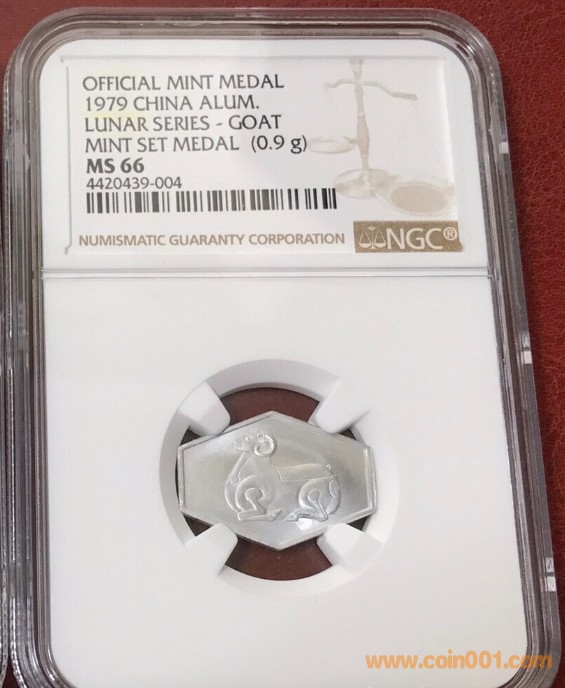 OFFICIAL MINT MEDAL
1979 CHINA ALUM.
LUNAR SERIES - GOAT
MINT SET MEDAL (0.9 g)
MS 66
4420439-004
NUMISMATIC GUARANTY CORPORATION NGC®
www.coin001.com